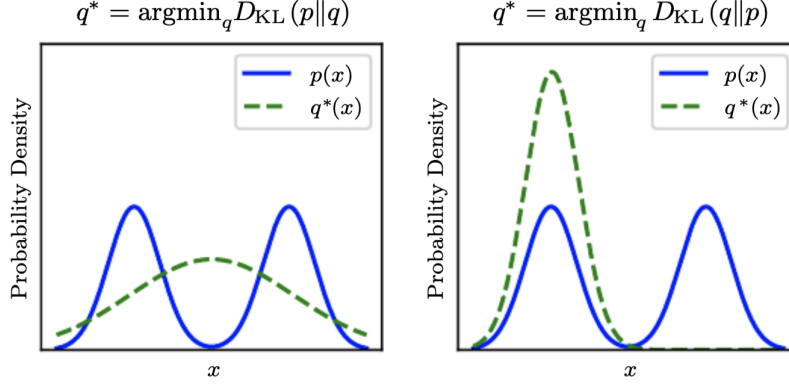 q* = argmin_q D_KL (p‖q)
p(x)
q*(x)
Probability Density
x
q* = argmin_q D_KL (q‖p)
p(x)
q*(x)
Probability Density
x